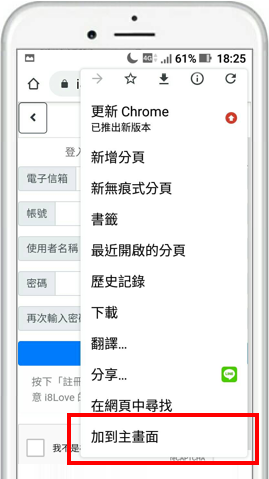 4G 61% 18:25
i
更新 Chrome
已推出新版本
登入
新增分頁
電子信箱
新無痕式分頁
帳號
書籤
使用者名稱
最近開啟的分頁
密碼
歷史記錄
下載
再次輸入密
翻譯...
按下「註冊
分享...
LINE
意 i8Love 的
在網頁中尋找
加到主畫面
我不是
reCAPTCHA